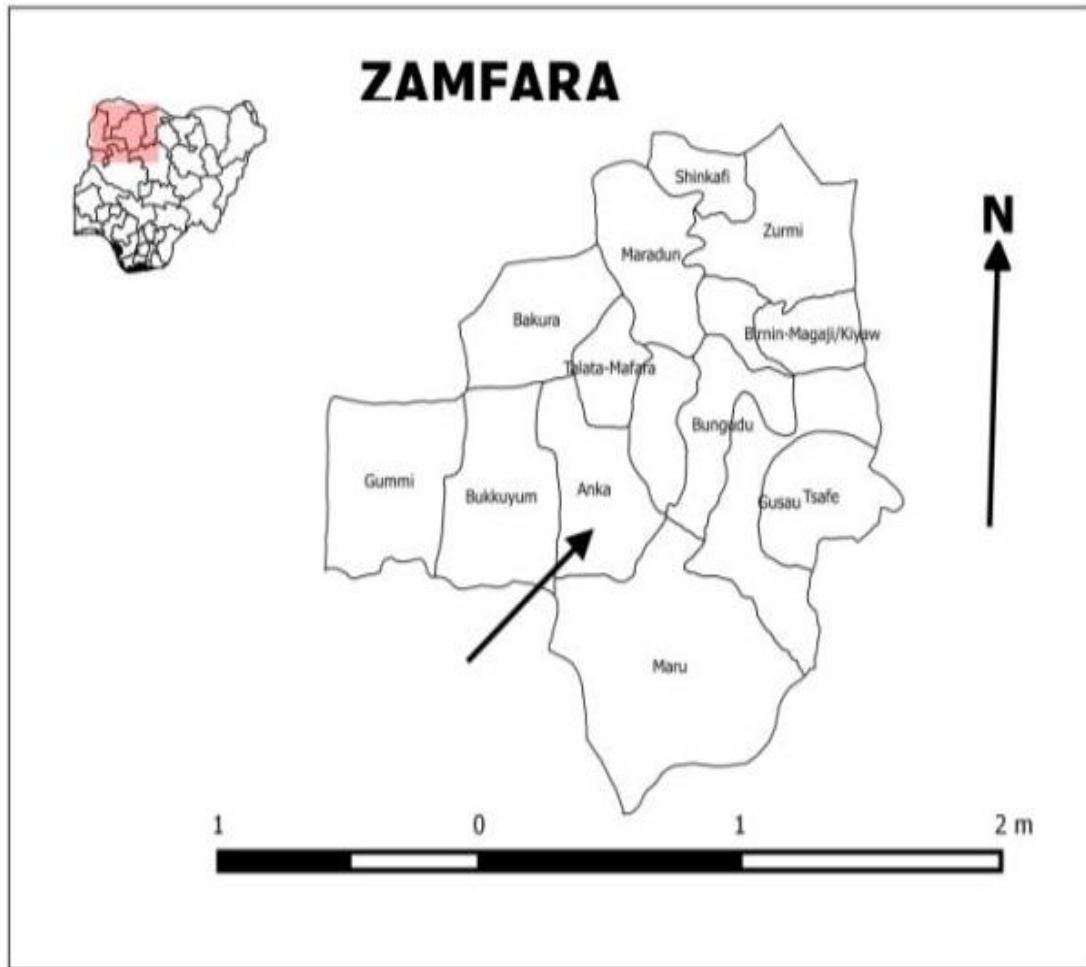 ZAMFARA
Shinkafi
N
Zurmi
Maradun
Bakura
Birnin-Magaji/Kiyaw
Talata-Mafara
Bungudu
Gummi
Bukkuyum
Anka
Gusau
Tsafe
Maru
1 0 1 2 m